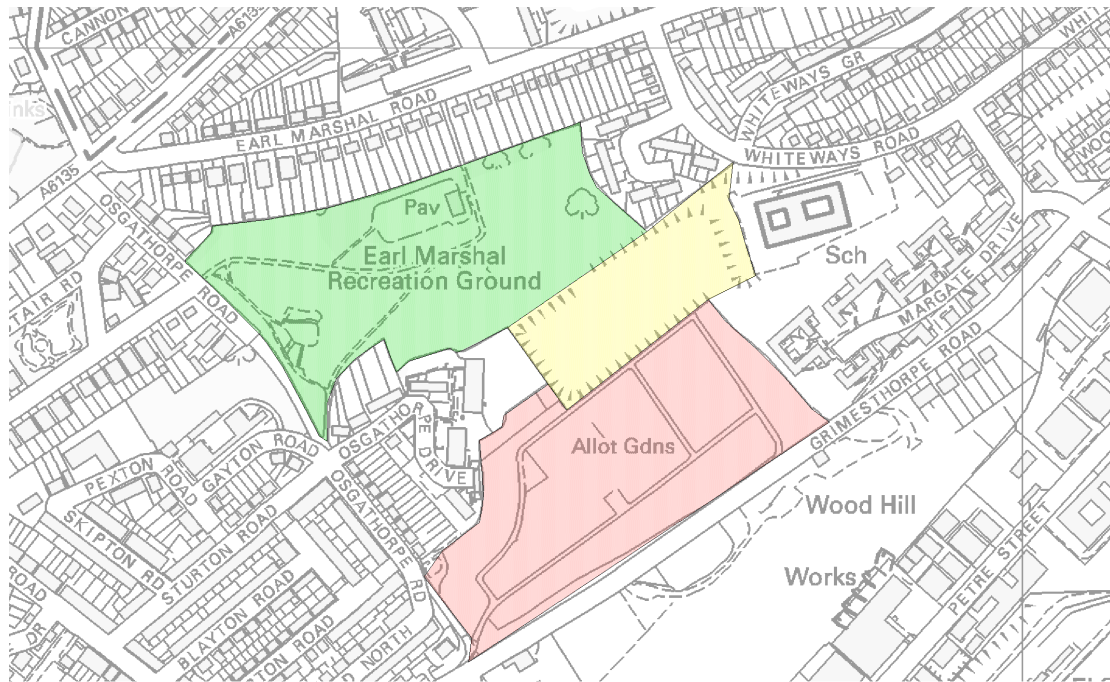 CANNON
A6135
WHITEWAYS GR
EARL MARSHAL ROAD
WHITEWAYS ROAD
A6135
OSGATHORPE ROAD
Pav
Earl Marshal
Recreation Ground
Sch
MARGATE DRIVE
GRIMESTHORPE ROAD
Allot Gdns
OSGATHORPE DRIVE
PEXTON ROAD
GAYTON ROAD
SKIPTON RD
STURTON ROAD
OSGATHORPE RD
BLAYTON ROAD
ROAD
NORTH
Wood Hill
Works
PETRE STREET